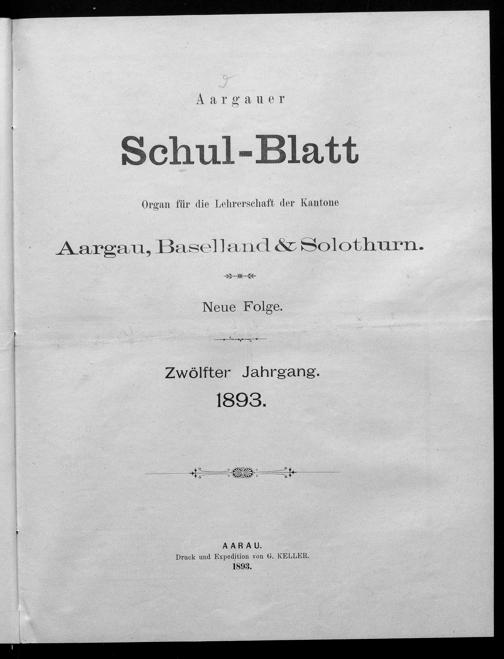 Aargauer
Schul-Blatt
Organ für die Lehrerschaft der Kantone
Aargau, Baselland & Solothurn.
Neue Folge.
Zwölfter Jahrgang.
1893.
AARAU.
Druck und Expedition von G. KELLER.
1893.